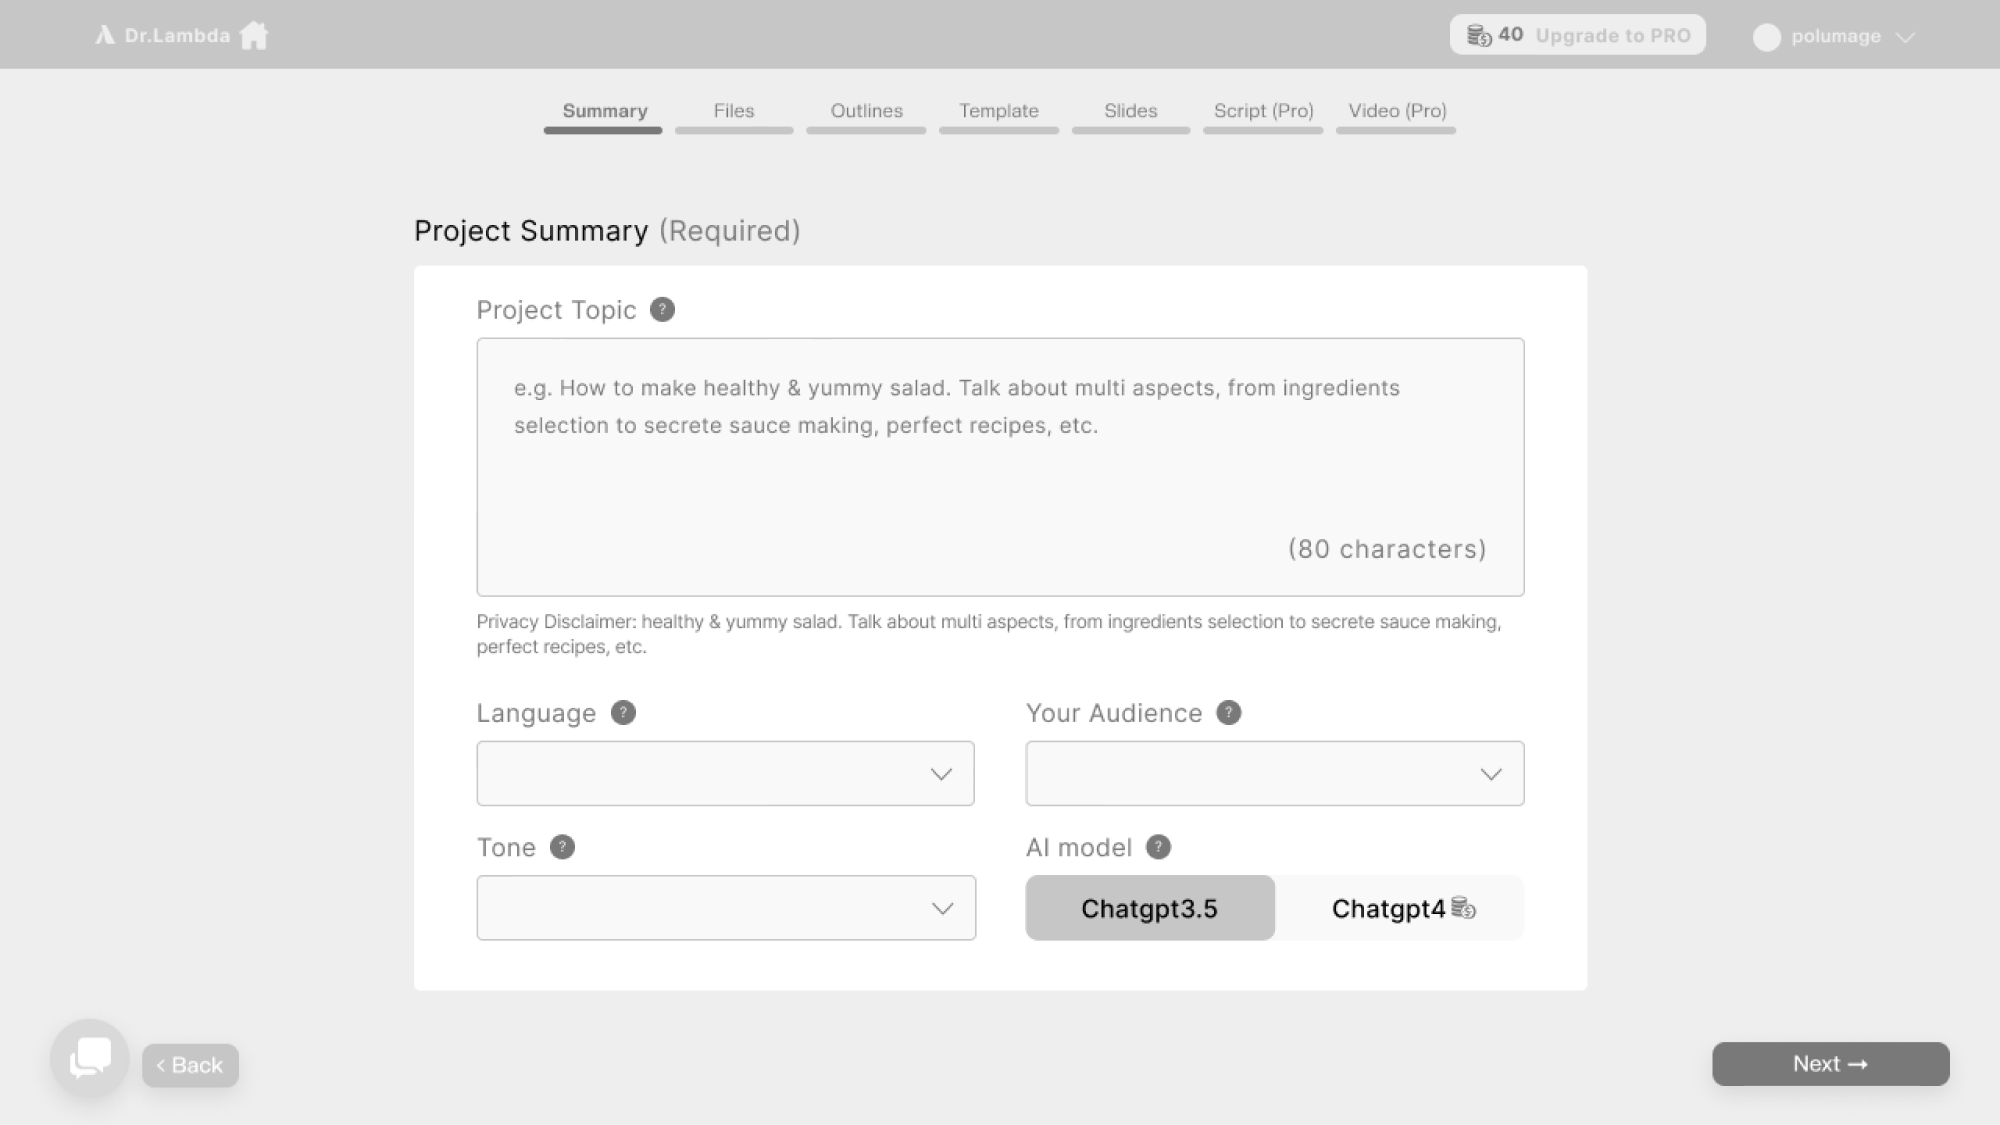 Dr.Lambda
40 Upgrade to PRO
polumage
Summary
Files
Outlines
Template
Slides
Script (Pro)
Video (Pro)
Project Summary (Required)
Project Topic ?
e.g. How to make healthy & yummy salad. Talk about multi aspects, from ingredients
selection to secrete sauce making, perfect recipes, etc.
(80 characters)
Privacy Disclaimer: healthy & yummy salad. Talk about multi aspects, from ingredients selection to secrete sauce making,
perfect recipes, etc.
Language ?
Your Audience ?
Tone ?
AI model ?
Chatgpt3.5
Chatgpt4
‹ Back
Next →